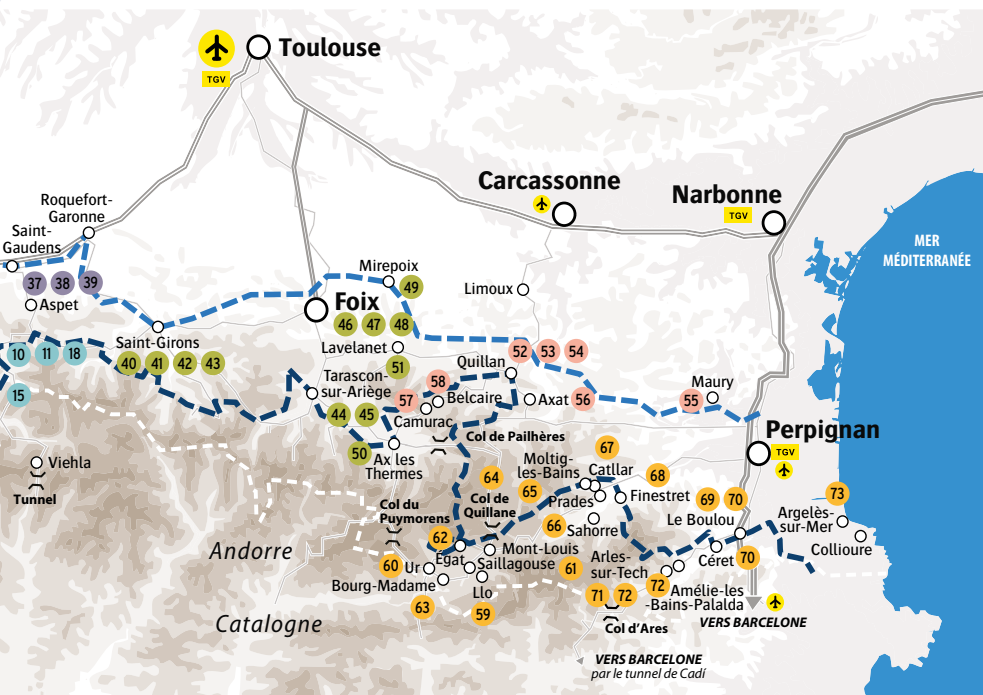 Toulouse
TGV
Carcassonne
Narbonne
TGV
Roquefort-
Garonne
Saint-
Gaudens
MER
MÉDITERRANÉE
37 38 39
Aspet
Mirepoix
49
Limoux
Foix
46 47 48
Saint-Girons
40 41 42 43
10 11 18
15
Lavelanet
51
Quillan
52 53 54
Tarascon-
sur-Ariège
44 45
57
58
Belcaire
Camurac
Axat
56
55
Maury
50
Ax les
Thermes
Col de Pailhères
Perpignan
TGV
Viehla
Tunnel
Moltig-
les-Bains
Catllar
67
68
64
65
Prades
Finestret
69 70
Le Boulou
73
Argelès-
sur-Mer
Collioure
Col du
Puymorens
Col de
Quillane
66
Sahorre
62
Andorre
Egat
Mont-Louis
Saillagouse
61
Arles-
sur-Tech
Céret
70
60
Ur
Bourg-Madame
Llo
63
59
71 72
72
Amélie-les
-Bains-Palalda
Catalogne
Col d'Ares
VERS BARCELONE
VERS BARCELONE
par le tunnel de Cadí